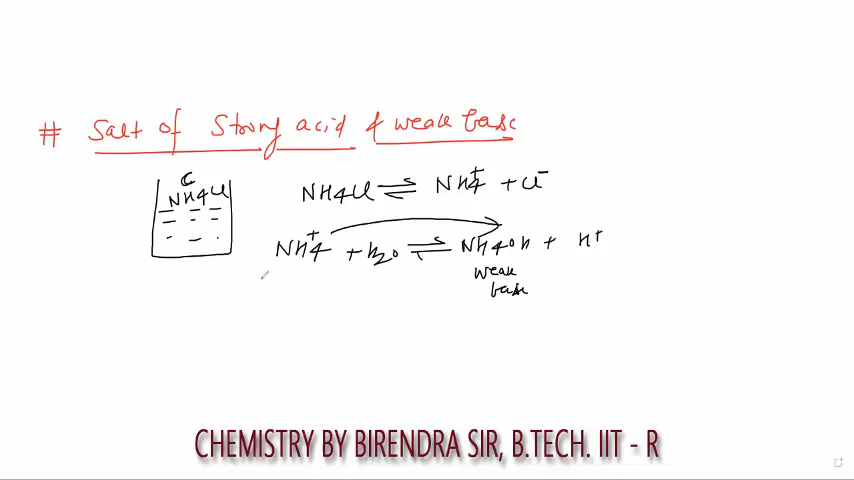 # Salt of Strong acid & weak base
C
NH4Cl
NH4Cl ⇌ NH4+ + Cl-
NH4+ + H2O ⇌ NH4OH + H+
weak
base
CHEMISTRY BY BIRENDRA SIR, B.TECH. IIT - R